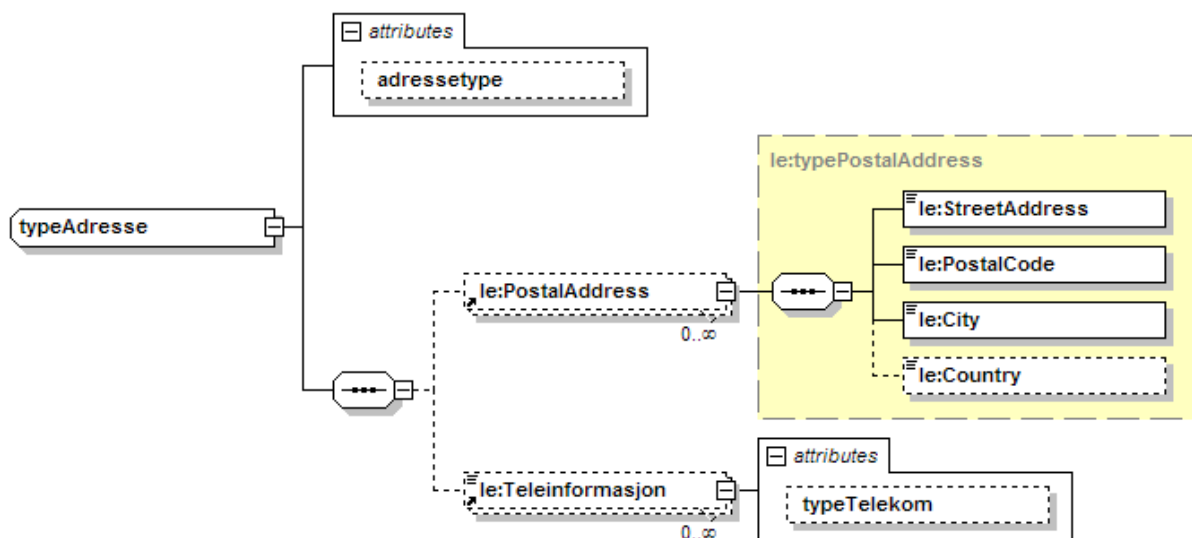 attributes
adressetype
le:typePostalAddress
le:StreetAddress
typeAdresse
le:PostalCode
le:PostalAddress
le:City
0..∞
le:Country
attributes
le:Teleinformasjon
typeTelekom
0..∞